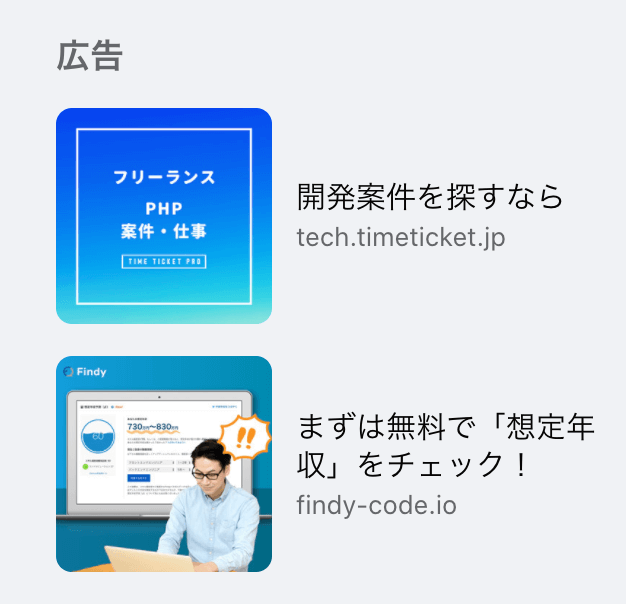 広告
フリーランス
PHP
案件・仕事
TIME TICKET PRO
開発案件を探すなら
tech.timeticket.jp
Findy
730万円〜830万円
60
!!
まずは無料で「想定年
収」をチェック！
findy-code.io